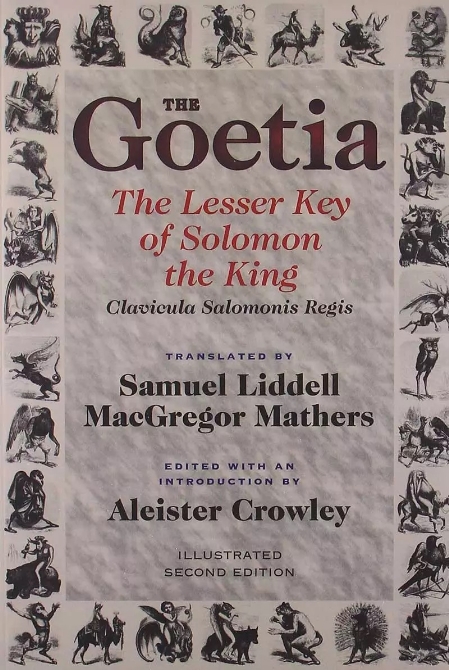 THE
Goetia
The Lesser Key
of Solomon
the King
Clavicula Salomonis Regis
TRANSLATED BY
Samuel Liddell
MacGregor Mathers
EDITED WITH AN
INTRODUCTION BY
Aleister Crowley
ILLUSTRATED
SECOND EDITION